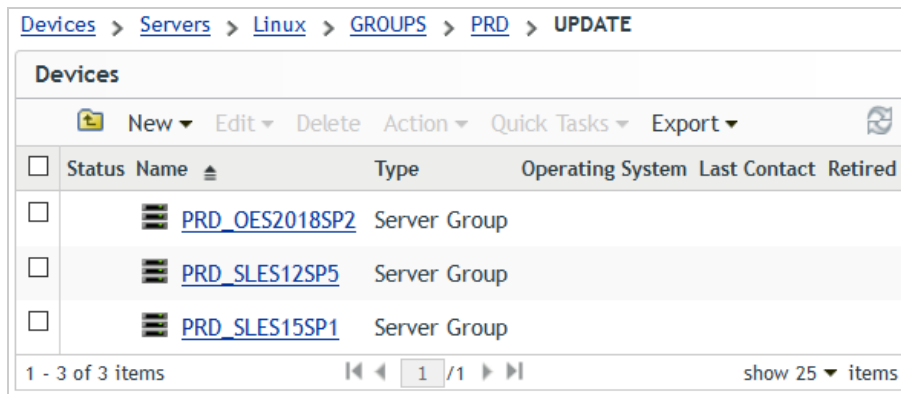 Devices > Servers > Linux > GROUPS > PRD > UPDATE
Devices
New Edit Delete Action Quick Tasks Export
Status Name Type Operating System Last Contact Retired
PRD_OES2018SP2 Server Group
PRD_SLES12SP5 Server Group
PRD_SLES15SP1 Server Group
1 - 3 of 3 items 1 /1 show 25 items